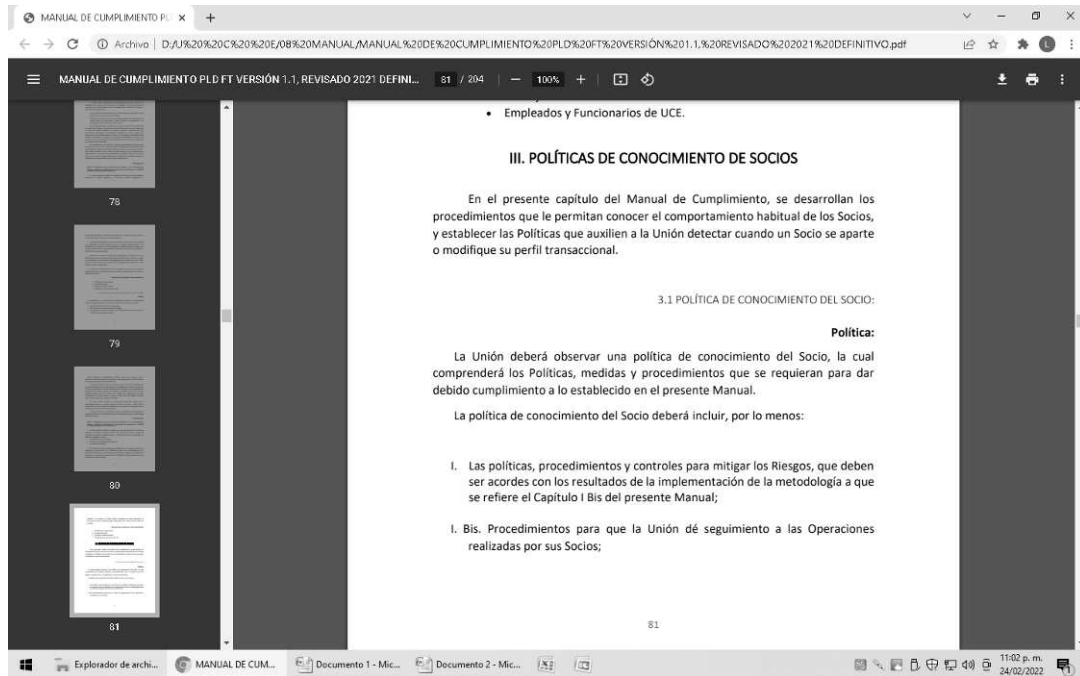 MANUAL DE CUMPLIMIENTO P
Archivo | D:/U%20%20C%20%20E/08%20MANUAL/MANUAL%20DE%20CUMPLIMIENTO%20PLD%20FT%20VERSIÓN%201.1,%20REVISADO%202021%20DEFINITIVO.pdf
MANUAL DE CUMPLIMIENTO PLD FT VERSIÓN 1.1, REVISADO 2021 DEFINI... 81 / 204 100%
• Empleados y Funcionarios de UCE.
III. POLÍTICAS DE CONOCIMIENTO DE SOCIOS
En el presente capítulo del Manual de Cumplimiento, se desarrollan los
procedimientos que le permitan conocer el comportamiento habitual de los Socios,
y establecer las Políticas que auxilien a la Unión detectar cuando un Socio se aparte
o modifique su perfil transaccional.
3.1 POLÍTICA DE CONOCIMIENTO DEL SOCIO:
Política:
La Unión deberá observar una política de conocimiento del Socio, la cual
comprenderá los Políticas, medidas y procedimientos que se requieran para dar
debido cumplimiento a lo establecido en el presente Manual.
La política de conocimiento del Socio deberá incluir, por lo menos:
I. Las políticas, procedimientos y controles para mitigar los Riesgos, que deben
ser acordes con los resultados de la implementación de la metodología a que
se refiere el Capítulo I Bis del presente Manual;
I. Bis. Procedimientos para que la Unión dé seguimiento a las Operaciones
realizadas por sus Socios;
81
78
79
80
81
Explorador de archi... MANUAL DE CUM... Documento 1 - Mic... Documento 2 - Mic...
11:02 p. m.
24/02/2022